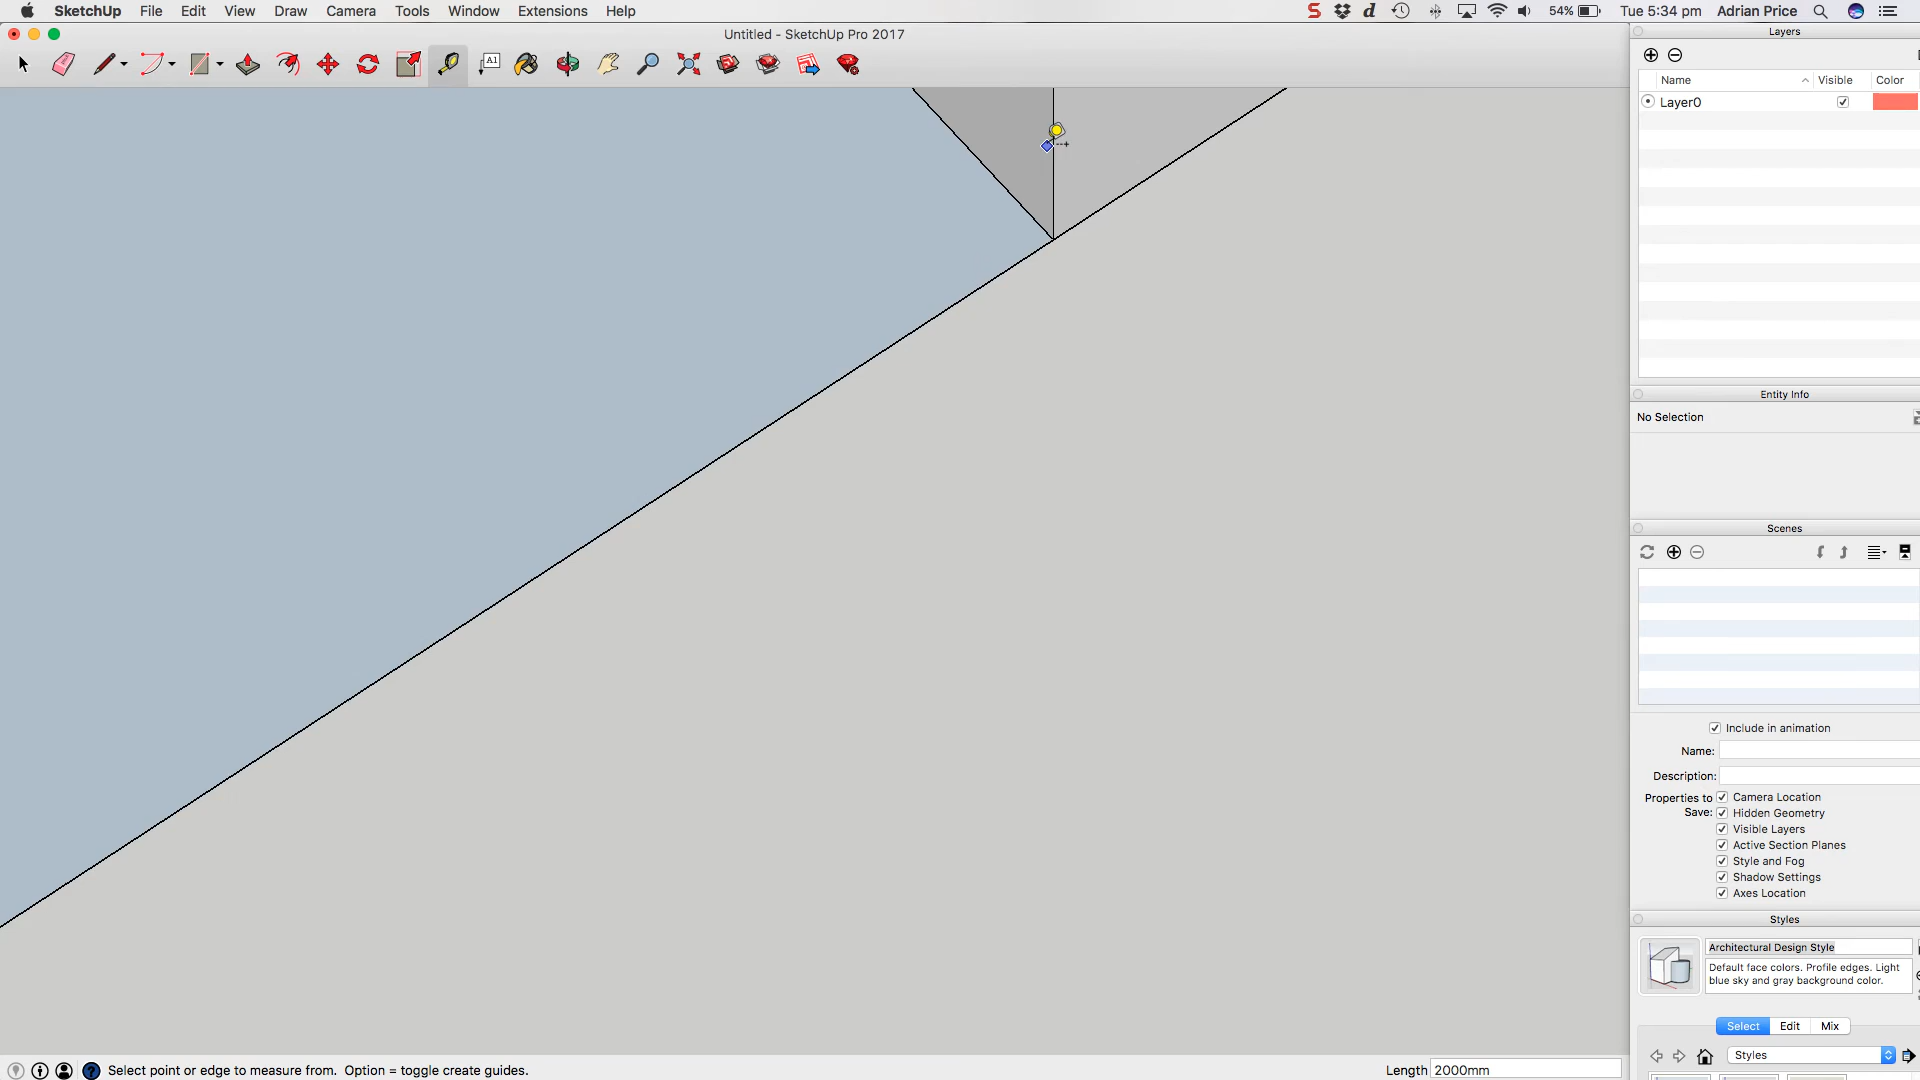 SketchUp File Edit View Draw Camera Tools Window Extensions Help
54% Tue 5:34 pm Adrian Price
Untitled - SketchUp Pro 2017
A1
Layers
Name Visible Color
Layer0
Entity Info
No Selection
Scenes
Include in animation
Name:
Description:
Properties to Save:
Camera Location
Hidden Geometry
Visible Layers
Active Section Planes
Style and Fog
Shadow Settings
Axes Location
Styles
Architectural Design Style
Default face colors. Profile edges. Light
blue sky and gray background color.
Select Edit Mix
Styles
Select point or edge to measure from. Option = toggle create guides.
Length 2000mm